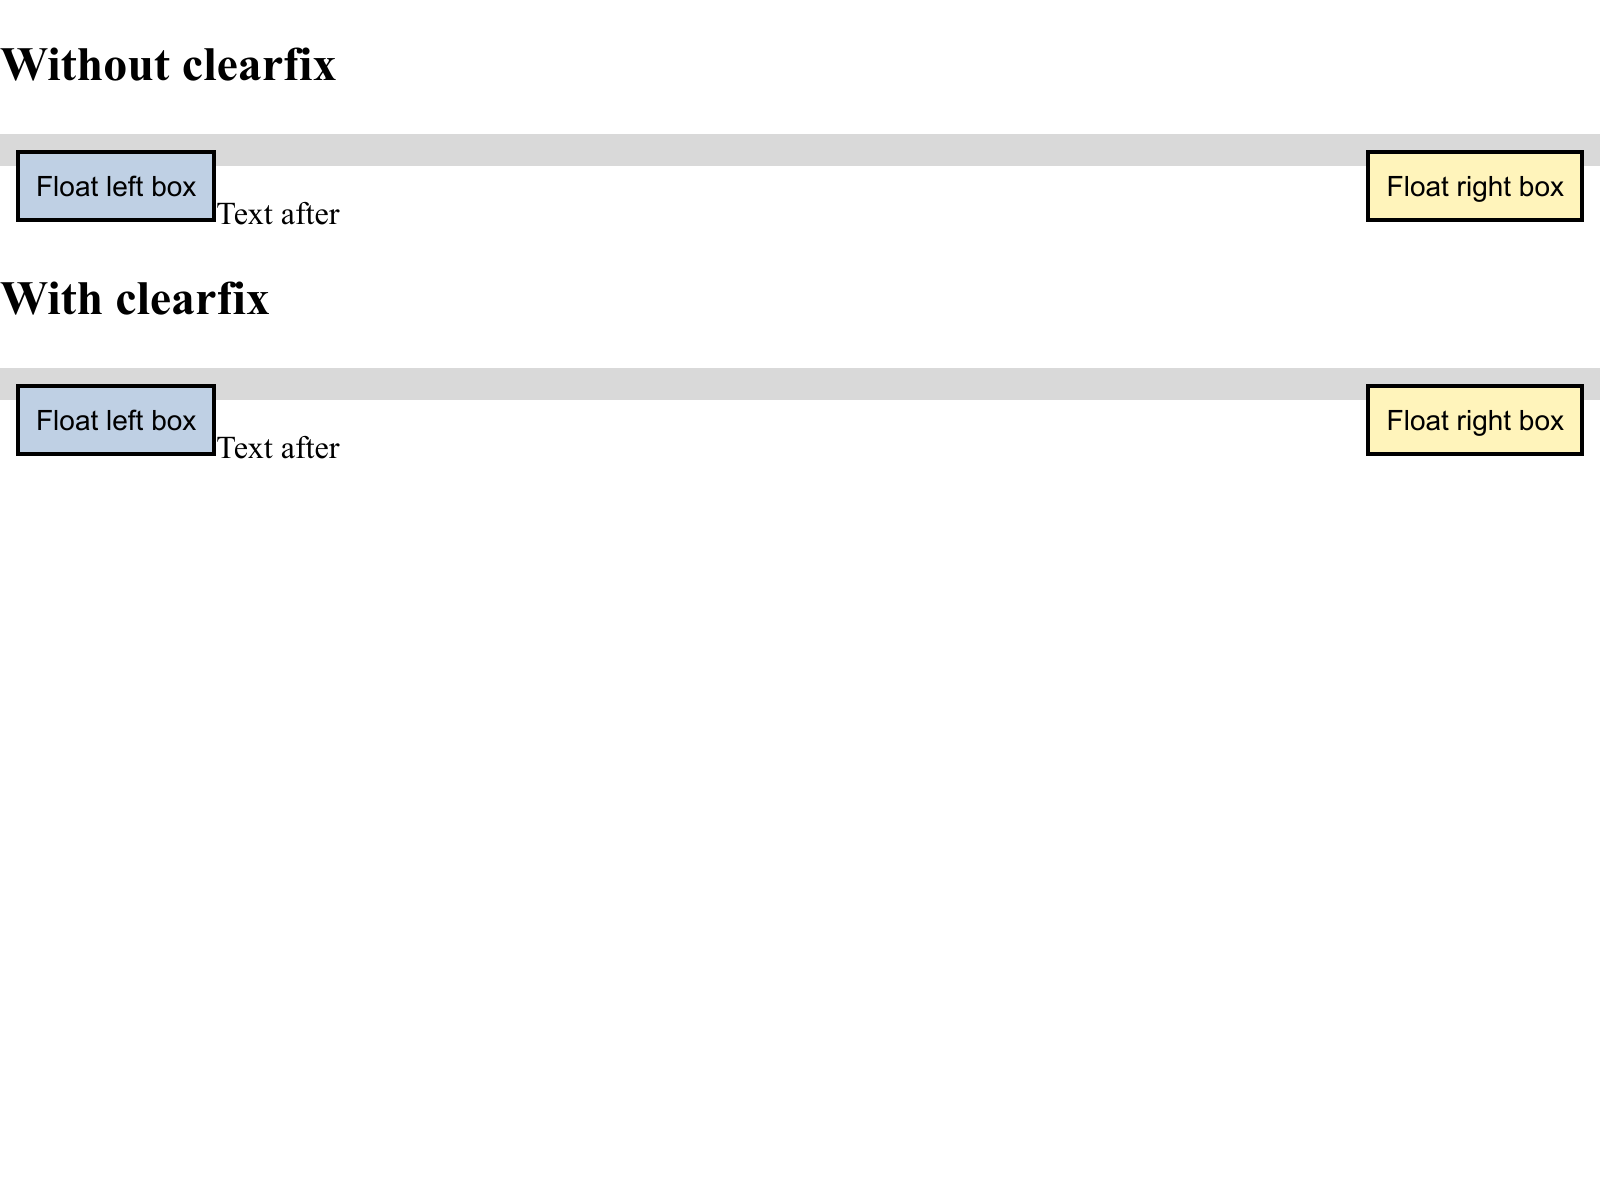 Without clearfix
Float left box
Float right box
Text after
With clearfix
Float left box
Float right box
Text after